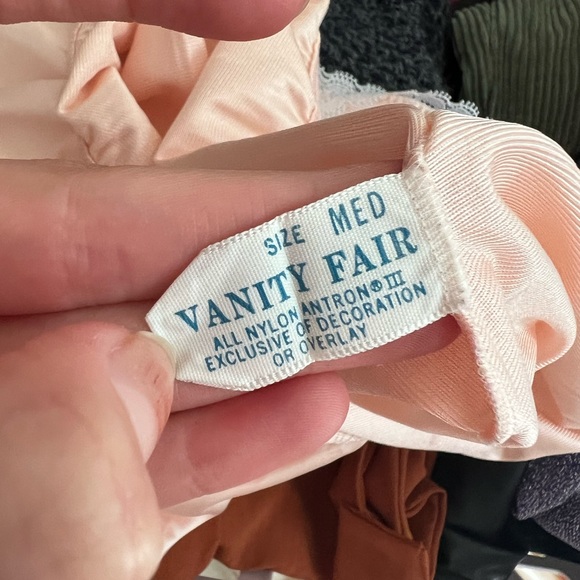 SIZE MED
VANITY FAIR
ALL NYLON ANTRON® III
EXCLUSIVE OF DECORATION
OR OVERLAY